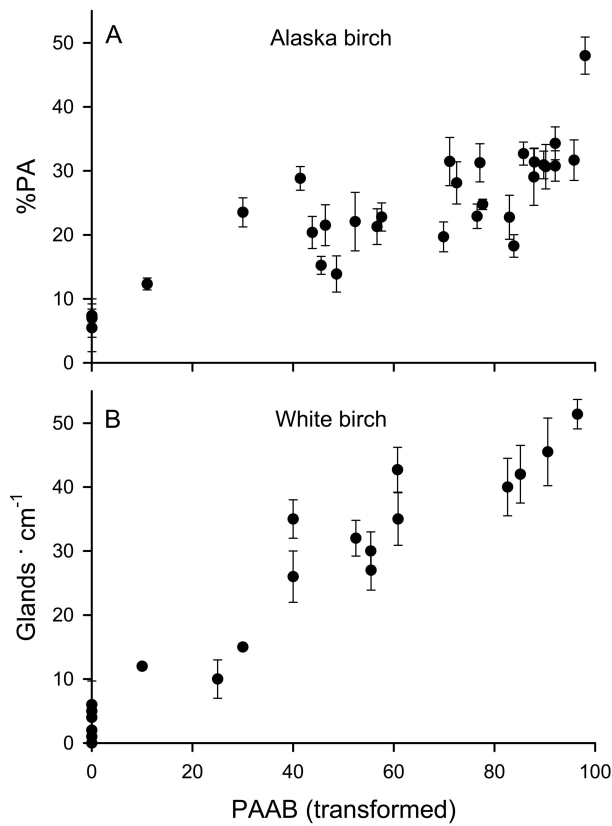 A
Alaska birch
50
40
30
20
10
0
%PA
B
White birch
50
40
30
20
10
0
Glands · cm⁻¹
0 20 40 60 80 100
PAAB (transformed)